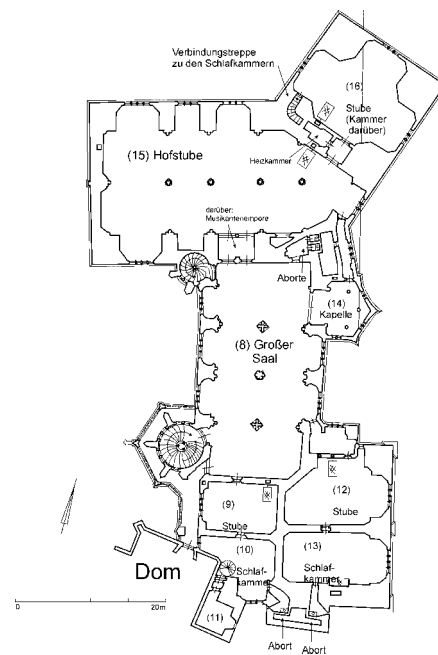 Verbindungstreppe
zu den Schlafkammern
(16)
Stube
(Kammer
darüber)
(15) Hofstube
Heizkammer
darüber:
Musikantenempore
Aborte
(14)
Kapelle
(8) Großer
Saal
(12)
Stube
(9)
Stube
(10)
Schlaf-
kammer
(13)
Schlaf-
kammer
Dom
(11)
0
20m
Abort
Abort